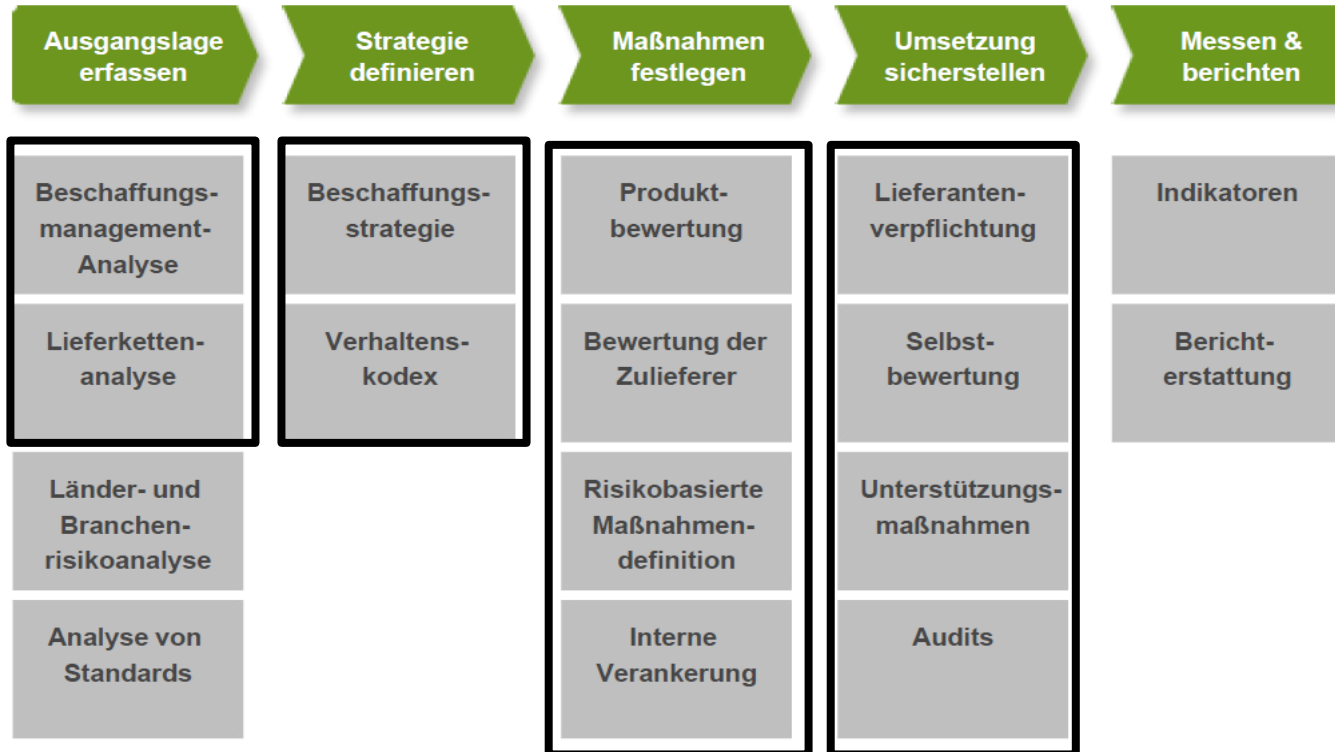 Ausgangslage
erfassen
Strategie
definieren
Maßnahmen
festlegen
Umsetzung
sicherstellen
Messen &
berichten
Beschaffungs-
management-
Analyse
Lieferketten-
analyse
Länder- und
Branchen-
risikoanalyse
Analyse von
Standards
Beschaffungs-
strategie
Verhaltens-
kodex
Produkt-
bewertung
Bewertung der
Zulieferer
Risikobasierte
Maßnahmen-
definition
Interne
Verankerung
Lieferanten-
verpflichtung
Selbst-
bewertung
Unterstützungs-
maßnahmen
Audits
Indikatoren
Bericht-
erstattung